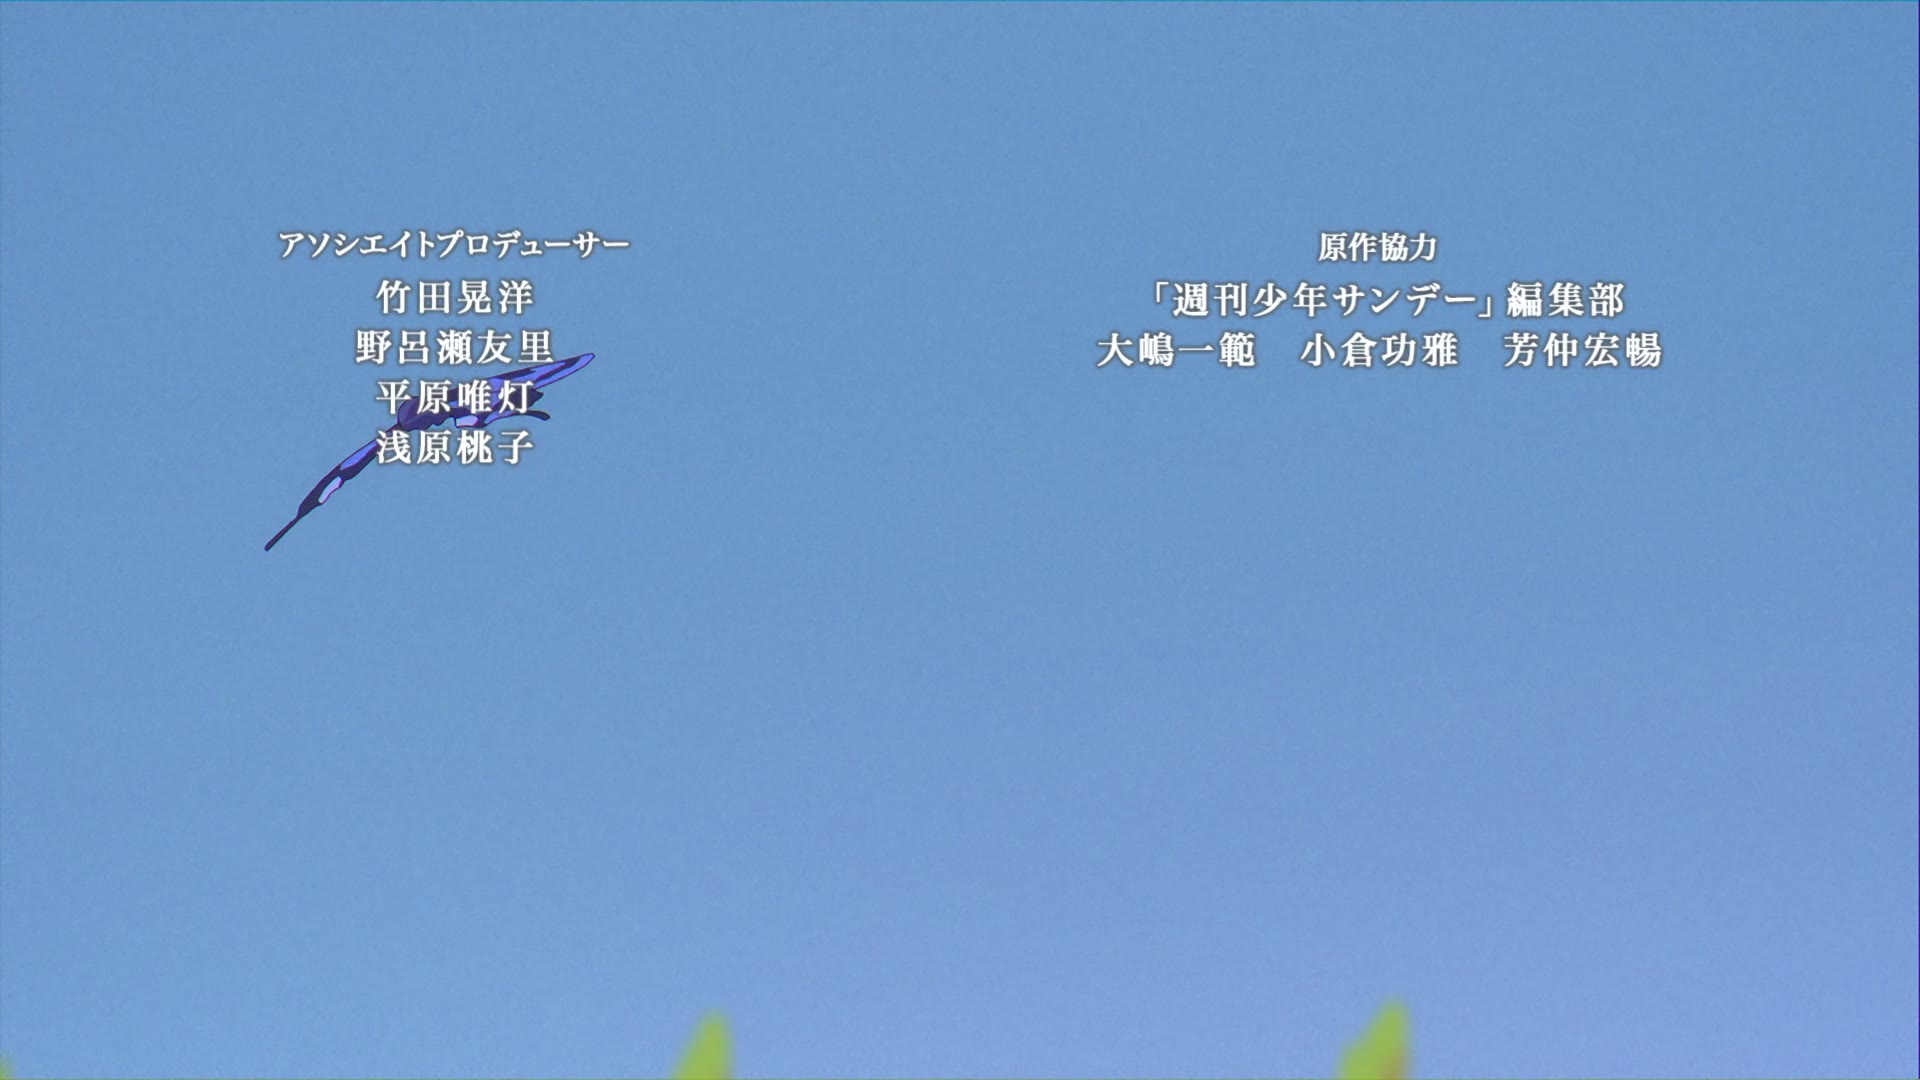 アソシエイトプロデューサー
竹田晃洋
野呂瀬友里
平原唯灯
浅原桃子
原作協力
「週刊少年サンデー」編集部
大嶋一範　小倉功雅　芳仲宏暢